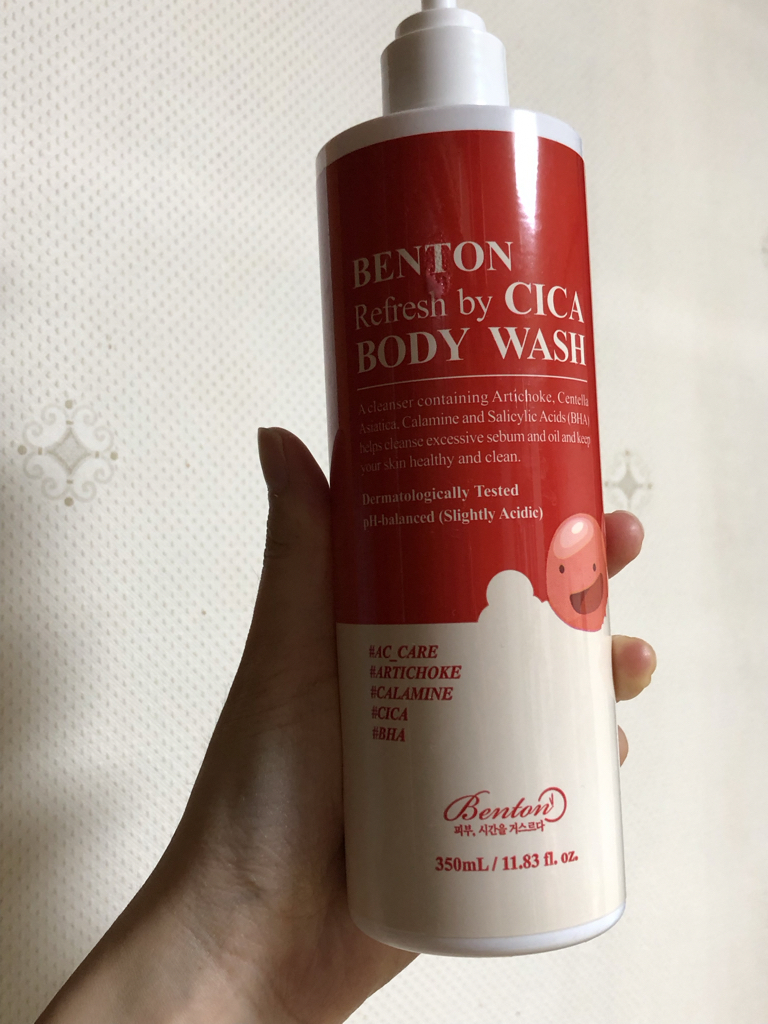 BENTON
Refresh by CICA
BODY WASH
A cleanser containing Artichoke, Centella
Asiatica, Calamine and Salicylic Acids (BHA)
helps cleanse excessive sebum and oil and keep
your skin healthy and clean.
Dermatologically Tested
pH-balanced (Slightly Acidic)
#AC_CARE
#ARTICHOKE
#CALAMINE
#CICA
#BHA
Benton
피부, 시간을 거스르다
350mL / 11.83 fl. oz.